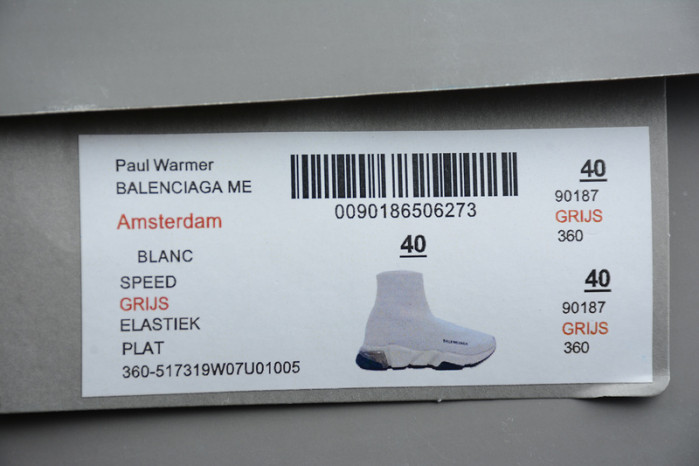 Paul Warmer
BALENCIAGA ME
Amsterdam
BLANC
SPEED
GRIJS
ELASTIEK
PLAT
360-517319W07U01005
0090186506273
40
BALENCIAGA
40
90187
GRIJS
360
40
90187
GRIJS
360